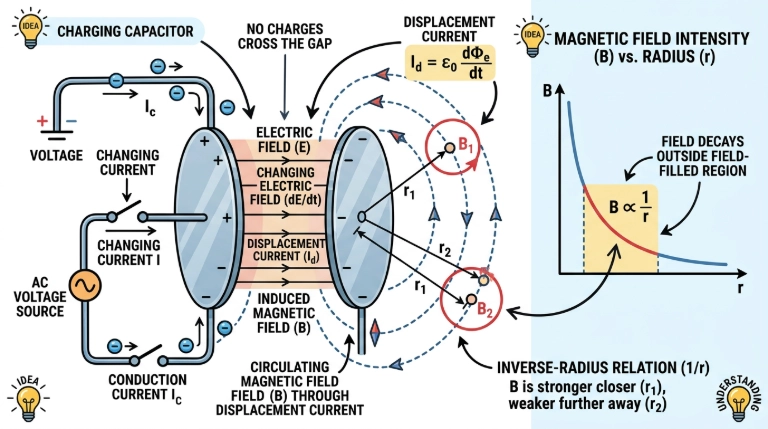 IDEA
CHARGING CAPACITOR
NO CHARGES
CROSS THE GAP
DISPLACEMENT
CURRENT
I_d = ε₀ dΦ_e/dt
IDEA
MAGNETIC FIELD INTENSITY
(B) vs. RADIUS (r)
I_c
+ −
VOLTAGE
CHANGING
CURRENT
CHANGING
CURRENT I
AC
VOLTAGE
SOURCE
CONDUCTION
CURRENT I_C
IDEA
+
+
+
−
ELECTRIC
FIELD (E)
CHANGING
ELECTRIC
FIELD (dE/dt)
DISPLACEMENT
CURRENT (I_d)
INDUCED
MAGNETIC
FIELD (B)
−
−
−
−
−
r₁
B₁
r₂
r₁
B₂
CIRCULATING
MAGNETIC FIELD
FIELD (B) THROUGH
DISPLACEMENT CURRENT
B
FIELD DECAYS
OUTSIDE FIELD-
FILLED REGION
B ∝ 1/r
r
INVERSE-RADIUS RELATION (1/r)
B is stronger closer (r₁),
weaker further away (r₂)
UNDERSTANDING